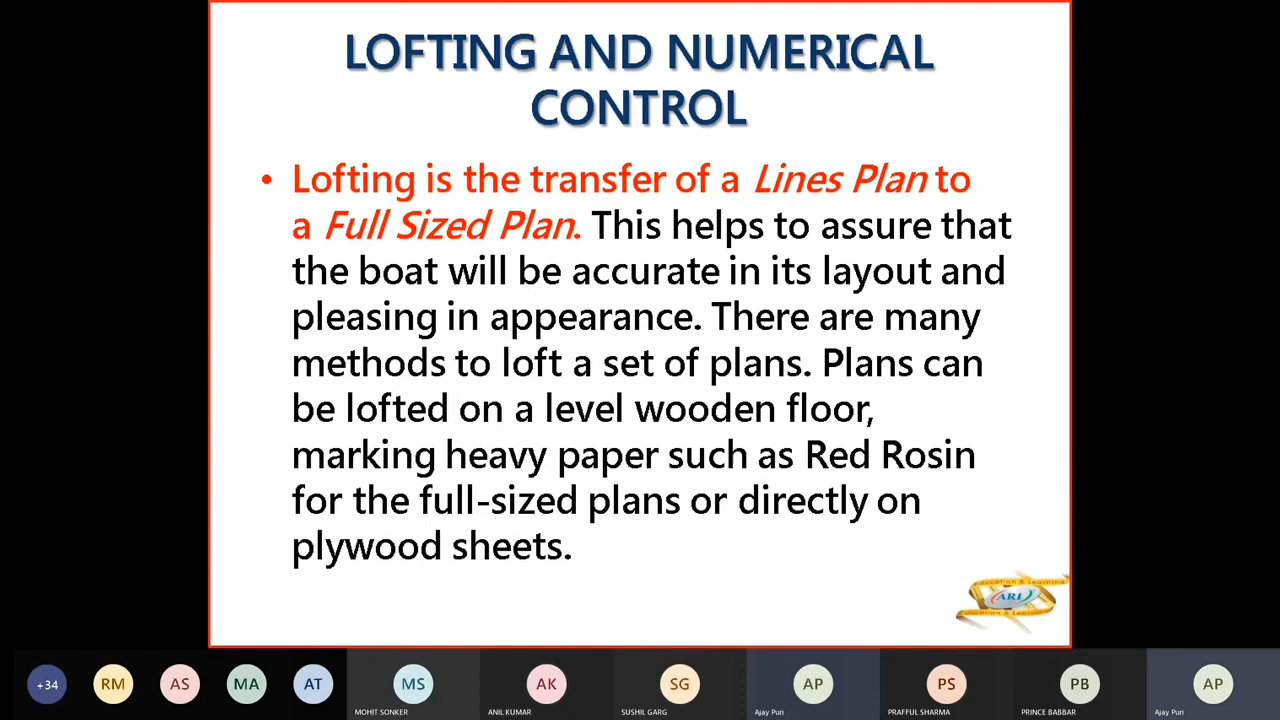 LOFTING AND NUMERICAL
CONTROL
• Lofting is the transfer of a Lines Plan to
a Full Sized Plan. This helps to assure that
the boat will be accurate in its layout and
pleasing in appearance. There are many
methods to loft a set of plans. Plans can
be lofted on a level wooden floor,
marking heavy paper such as Red Rosin
for the full-sized plans or directly on
plywood sheets.
Education & Learning
ARI
+34 RM AS MA AT MS AK SG AP PS PB AP
MOHIT SONKER ANIL KUMAR SUSHIL GARG Ajay Puri PRAFFUL SHARMA PRINCE BABBAR Ajay Puri